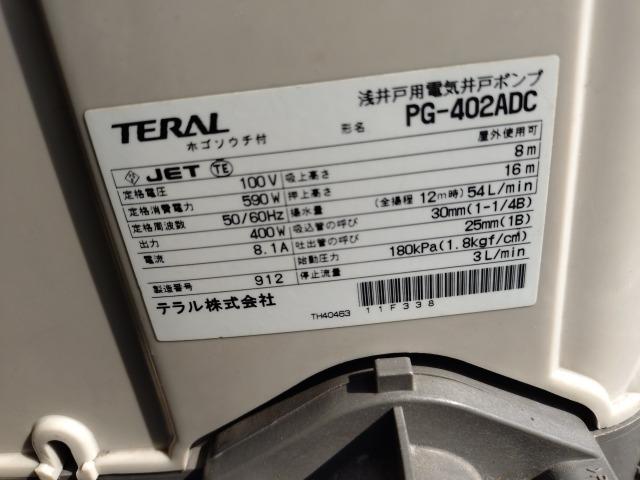 浅井戸用電気井戸ポンプ
TERAL
ホゴソウチ付
形名 PG-402ADC
JET TE
屋外使用可
定格電圧 100V 吸上高さ 8m
定格消費電力 590W 押上高さ 16m
定格周波数 50/60Hz 揚水量 (全揚程 12m時) 54L/min
出力 400W 吸込管の呼び 30mm(1-1/4B)
電流 8.1A 吐出管の呼び 25mm(1B)
始動圧力 180kPa(1.8kgf/cm²)
製造番号 912 停止流量 3L/min
テラル株式会社
TH40463
11F338